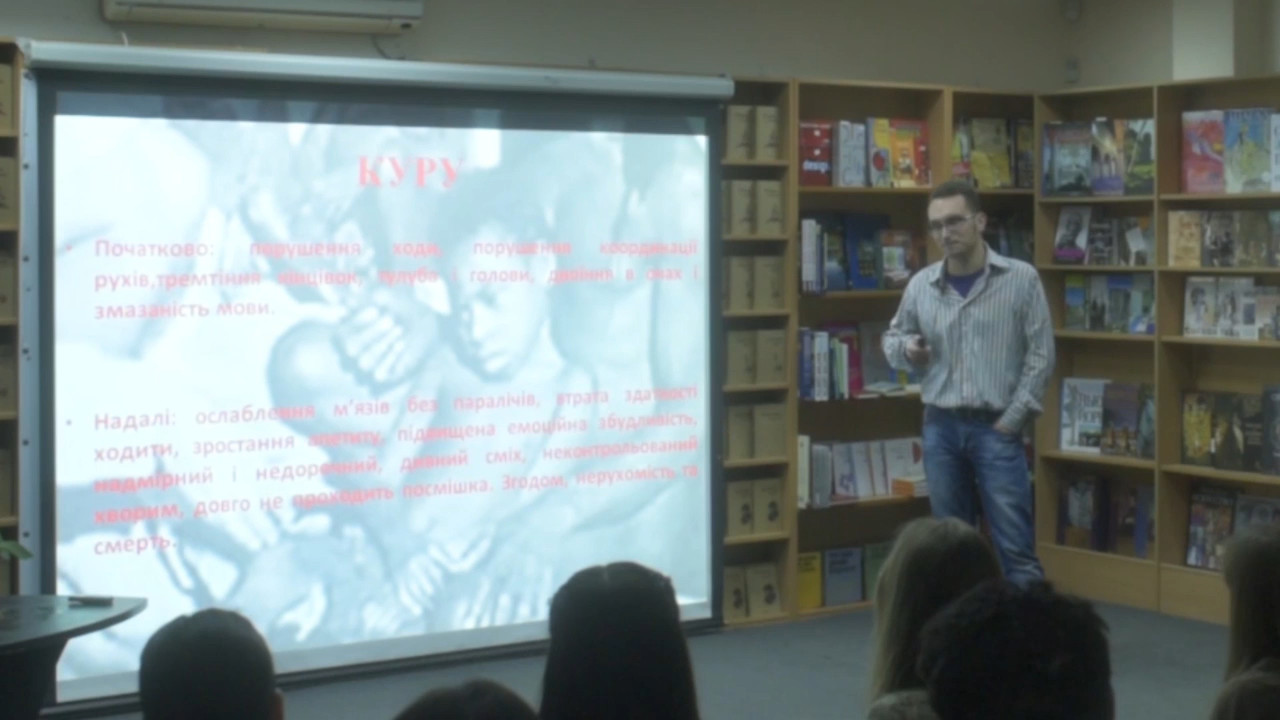 КУРУ
Початково: порушення ходи, порушення координації
рухів,тремтіння кінцівок, тулуба і голови, двоїння в очах і
змазаність мови.
Надалі: ослаблення м'язів без паралічів, втрата здатності
ходити, зростання апетиту, підвищена емоційна збудливість,
надмірний і недоречний, дивний сміх, неконтрольований
хворим, довго не проходить посмішка. Згодом, нерухомість та
смерть.